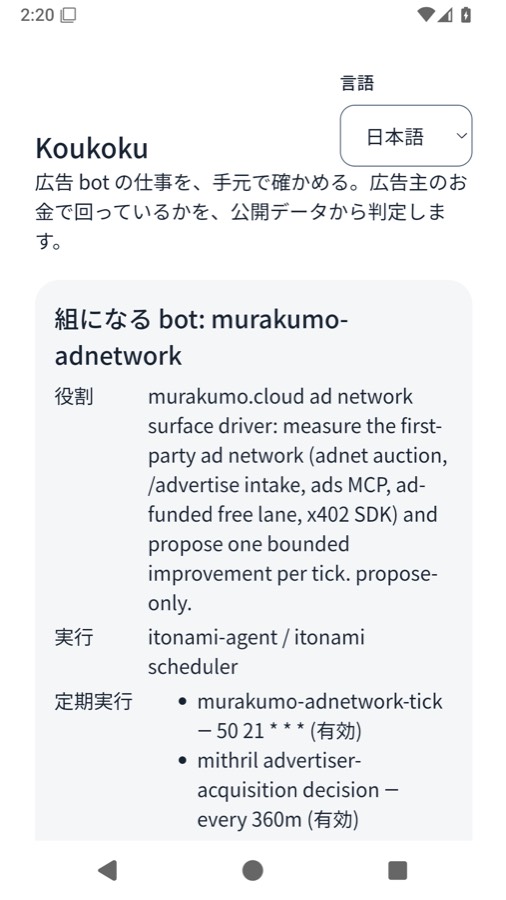 2:20
言語
日本語
Koukoku
広告 bot の仕事を、手元で確かめる。広告主のお
金で回っているかを、公開データから判定しま
す。
組になる bot: murakumo-
adnetwork
役割
murakumo.cloud ad network
surface driver: measure the first-
party ad network (adnet auction,
/advertise intake, ads MCP, ad-
funded free lane, x402 SDK) and
propose one bounded
improvement per tick. propose-
only.
実行
itonami-agent / itonami
scheduler
定期実行
• murakumo-adnetwork-tick
— 50 21 * * * (有効)
• mithril advertiser-
acquisition decision —
every 360m (有効)